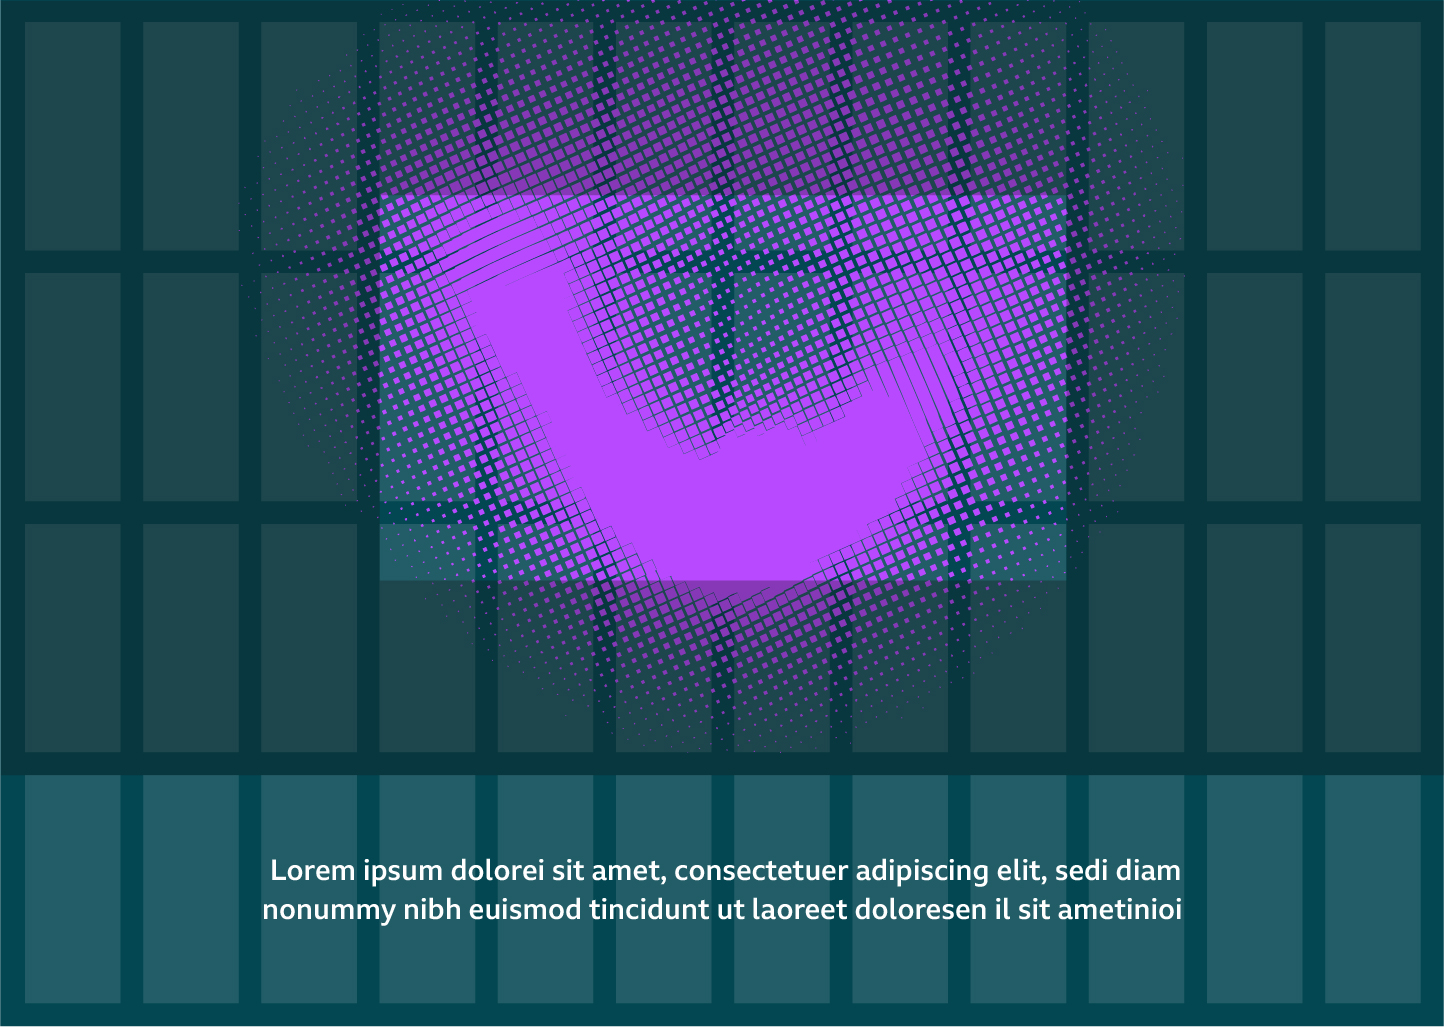 Lorem ipsum dolorei sit amet, consectetuer adipiscing elit, sedi diam
nonummy nibh euismod tincidunt ut laoreet doloresen il sit ametinioi